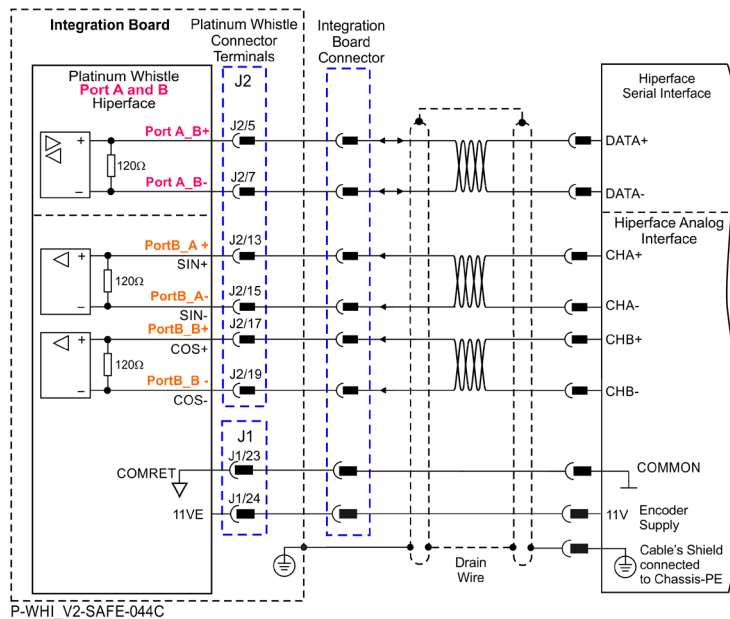 Integration Board
Platinum Whistle
Connector
Terminals
Integration
Board
Connector
Platinum Whistle
Port A and B
Hiperface
J2
Hiperface
Serial Interface
+
Port A_B+
J2/5
DATA+
120Ω
−
Port A_B-
J2/7
DATA-
Hiperface Analog
Interface
+
PortB_A +
SIN+
J2/13
CHA+
120Ω
−
PortB_A-
SIN-
J2/15
CHA-
+
PortB_B+
COS+
J2/17
CHB+
120Ω
−
PortB_B -
COS-
J2/19
CHB-
J1
COMRET
J1/23
COMMON
11VE
J1/24
11V
Encoder
Supply
Drain
Wire
Cable's Shield
connected
to Chassis-PE
P-WHI_V2-SAFE-044C